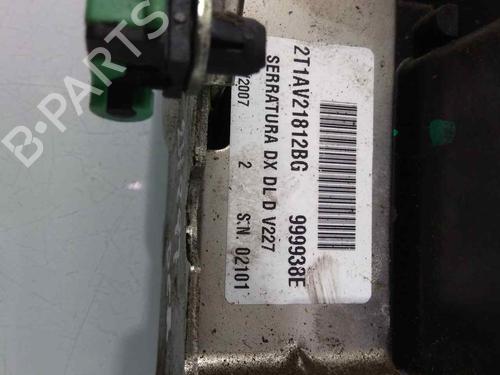 2T1AV21812BG 999938E
SERRATURA DX DL D V227
/2007 2 S.N 02101
B-PARTS